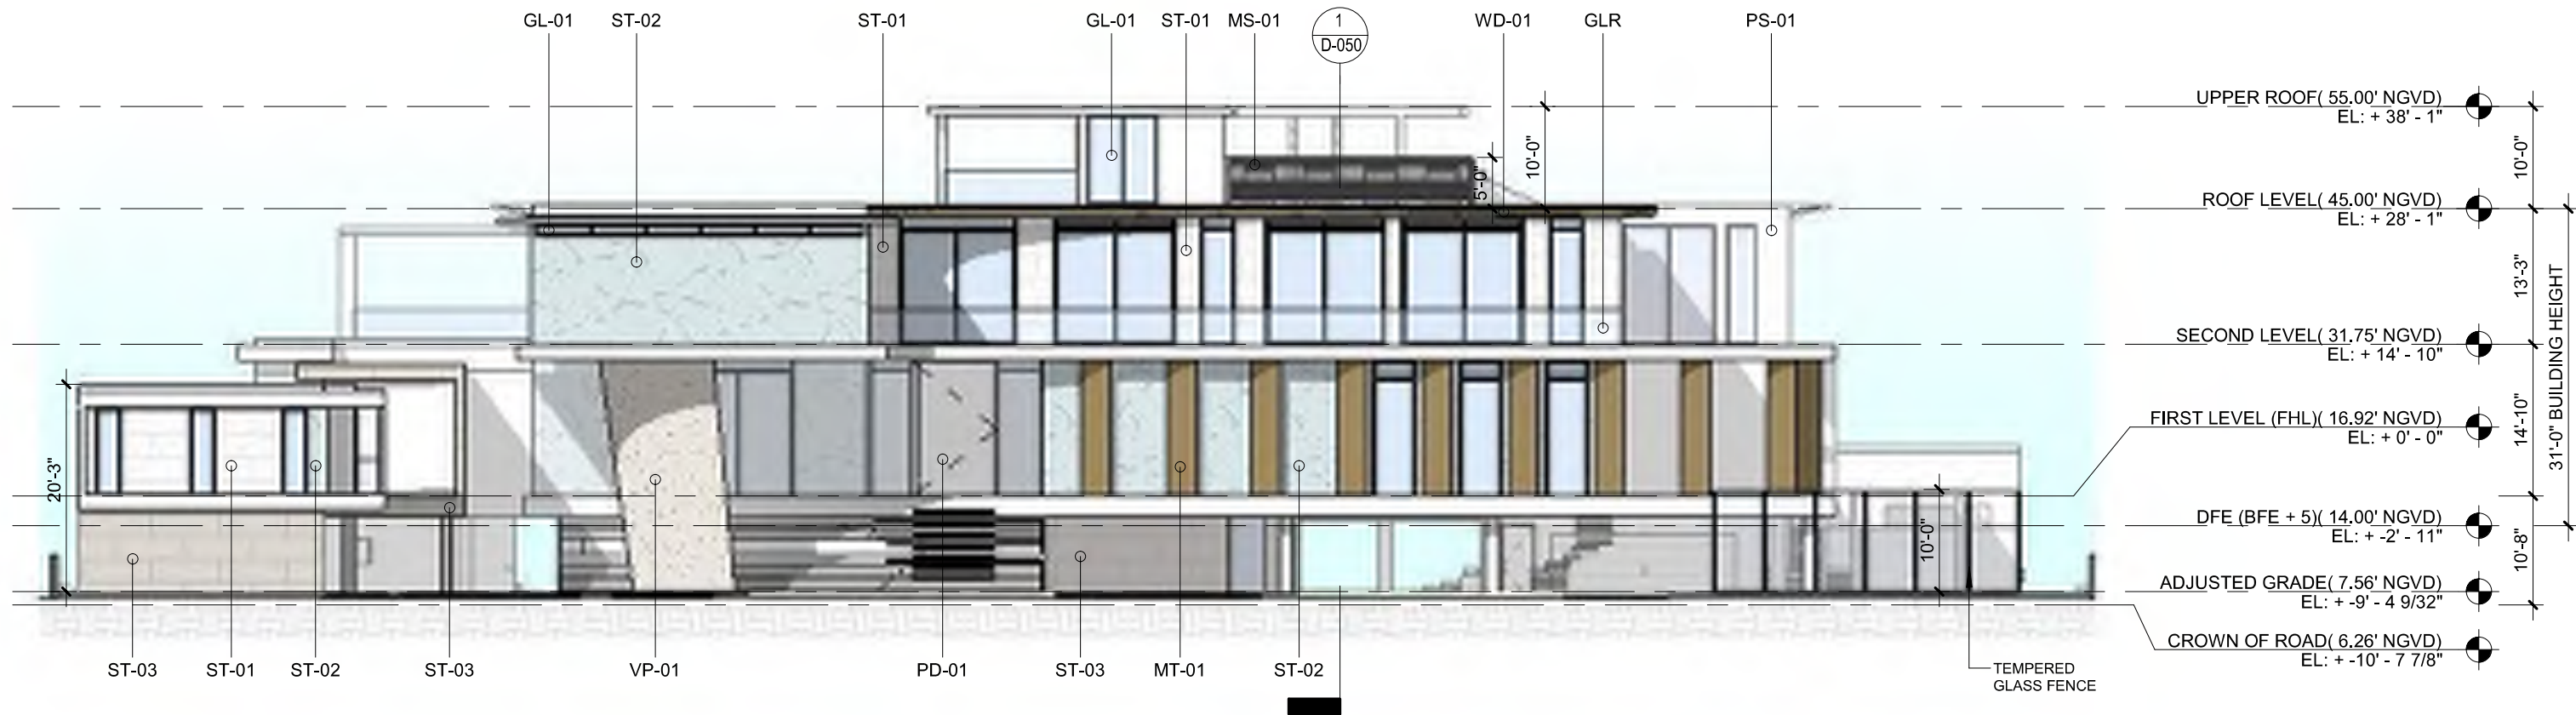 GL-01 ST-02 ST-01 GL-01 ST-01 MS-01 1 WD-01 GLR PS-01
D-050
UPPER ROOF( 55.00' NGVD)
EL: + 38' - 1"
10'-0"
10'-0"
5'-0"
ROOF LEVEL( 45.00' NGVD)
EL: + 28' - 1"
13'-3"
31'-0" BUILDING HEIGHT
SECOND LEVEL( 31.75' NGVD)
EL: + 14' - 10"
14'-10"
FIRST LEVEL (FHL)( 16.92' NGVD)
EL: + 0' - 0"
20'-3"
10'-0"
DFE (BFE + 5)( 14.00' NGVD)
EL: + -2' - 11"
10'-8"
ADJUSTED GRADE( 7.56' NGVD)
EL: + -9' - 4 9/32"
CROWN OF ROAD( 6.26' NGVD)
EL: + -10' - 7 7/8"
ST-03 ST-01 ST-02 ST-03 VP-01 PD-01 ST-03 MT-01 ST-02
TEMPERED
GLASS FENCE